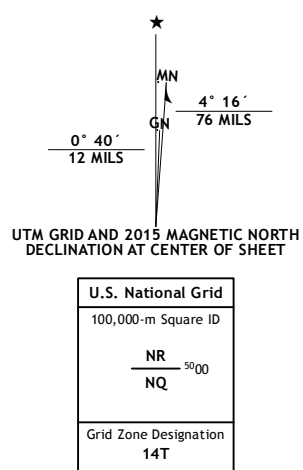 MN
4° 16´
76 MILS
GN
0° 40´
12 MILS
UTM GRID AND 2015 MAGNETIC NORTH
DECLINATION AT CENTER OF SHEET
U.S. National Grid
100,000-m Square ID
NR
5000
NQ
Grid Zone Designation
14T